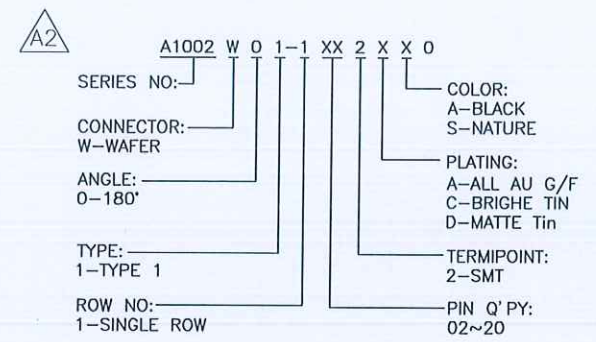 A2
A1002 W 0 1-1 XX 2 X X 0
SERIES NO:
CONNECTOR:
W-WAFER
ANGLE:
0-180°
TYPE:
1-TYPE 1
ROW NO:
1-SINGLE ROW
COLOR:
A-BLACK
S-NATURE
PLATING:
A-ALL AU G/F
C-BRIGHE TIN
D-MATTE Tin
TERMIPOINT:
2-SMT
PIN Q'PY:
02~20